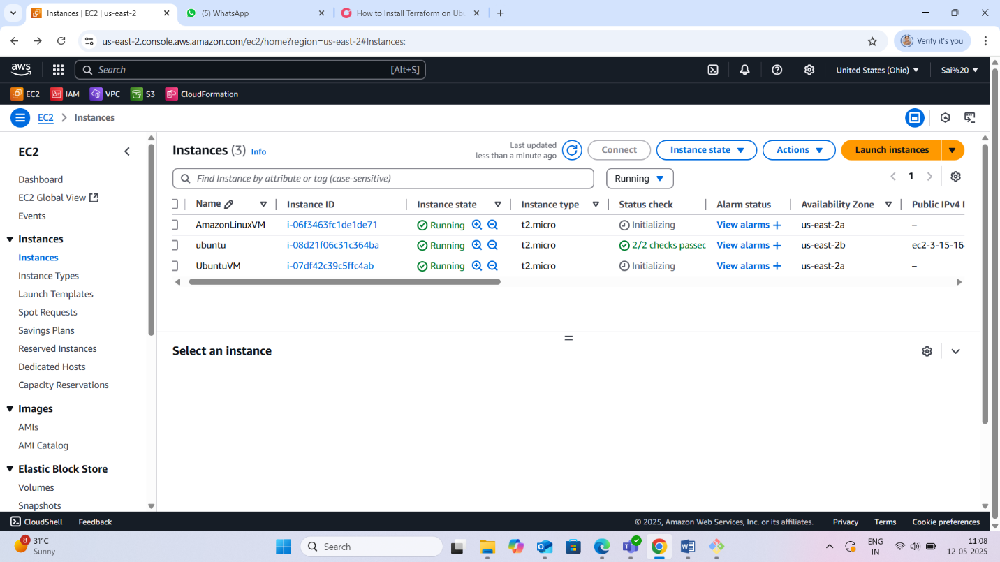 Instances | EC2 | us-east-2
(5) WhatsApp
How to Install Terraform on Ubu
us-east-2.console.aws.amazon.com/ec2/home?region=us-east-2#Instances:
Verify it's you
aws
Search
[Alt+S]
United States (Ohio)
Sai%20
EC2
IAM
VPC
S3
CloudFormation
EC2
Instances
EC2
Dashboard
EC2 Global View
Events
Instances
Instances
Instance Types
Launch Templates
Spot Requests
Savings Plans
Reserved Instances
Dedicated Hosts
Capacity Reservations
Images
AMIs
AMI Catalog
Elastic Block Store
Volumes
Snapshots
Instances (3) Info
Last updated
less than a minute ago
Connect
Instance state
Actions
Launch instances
Find Instance by attribute or tag (case-sensitive)
Running
1
Name Instance ID Instance state Instance type Status check Alarm status Availability Zone Public IPv4 D
AmazonLinuxVM i-06f3463fc1de1de71 Running t2.micro Initializing View alarms + us-east-2a –
ubuntu i-08d21f06c31c364ba Running t2.micro 2/2 checks passec View alarms + us-east-2b ec2-3-15-16
UbuntuVM i-07df42c39c5ffc4ab Running t2.micro Initializing View alarms + us-east-2a –
Select an instance
CloudShell
Feedback
© 2025, Amazon Web Services, Inc. or its affiliates.
Privacy
Terms
Cookie preferences
8
31°C
Sunny
Search
ENG
IN
11:08
12-05-2025